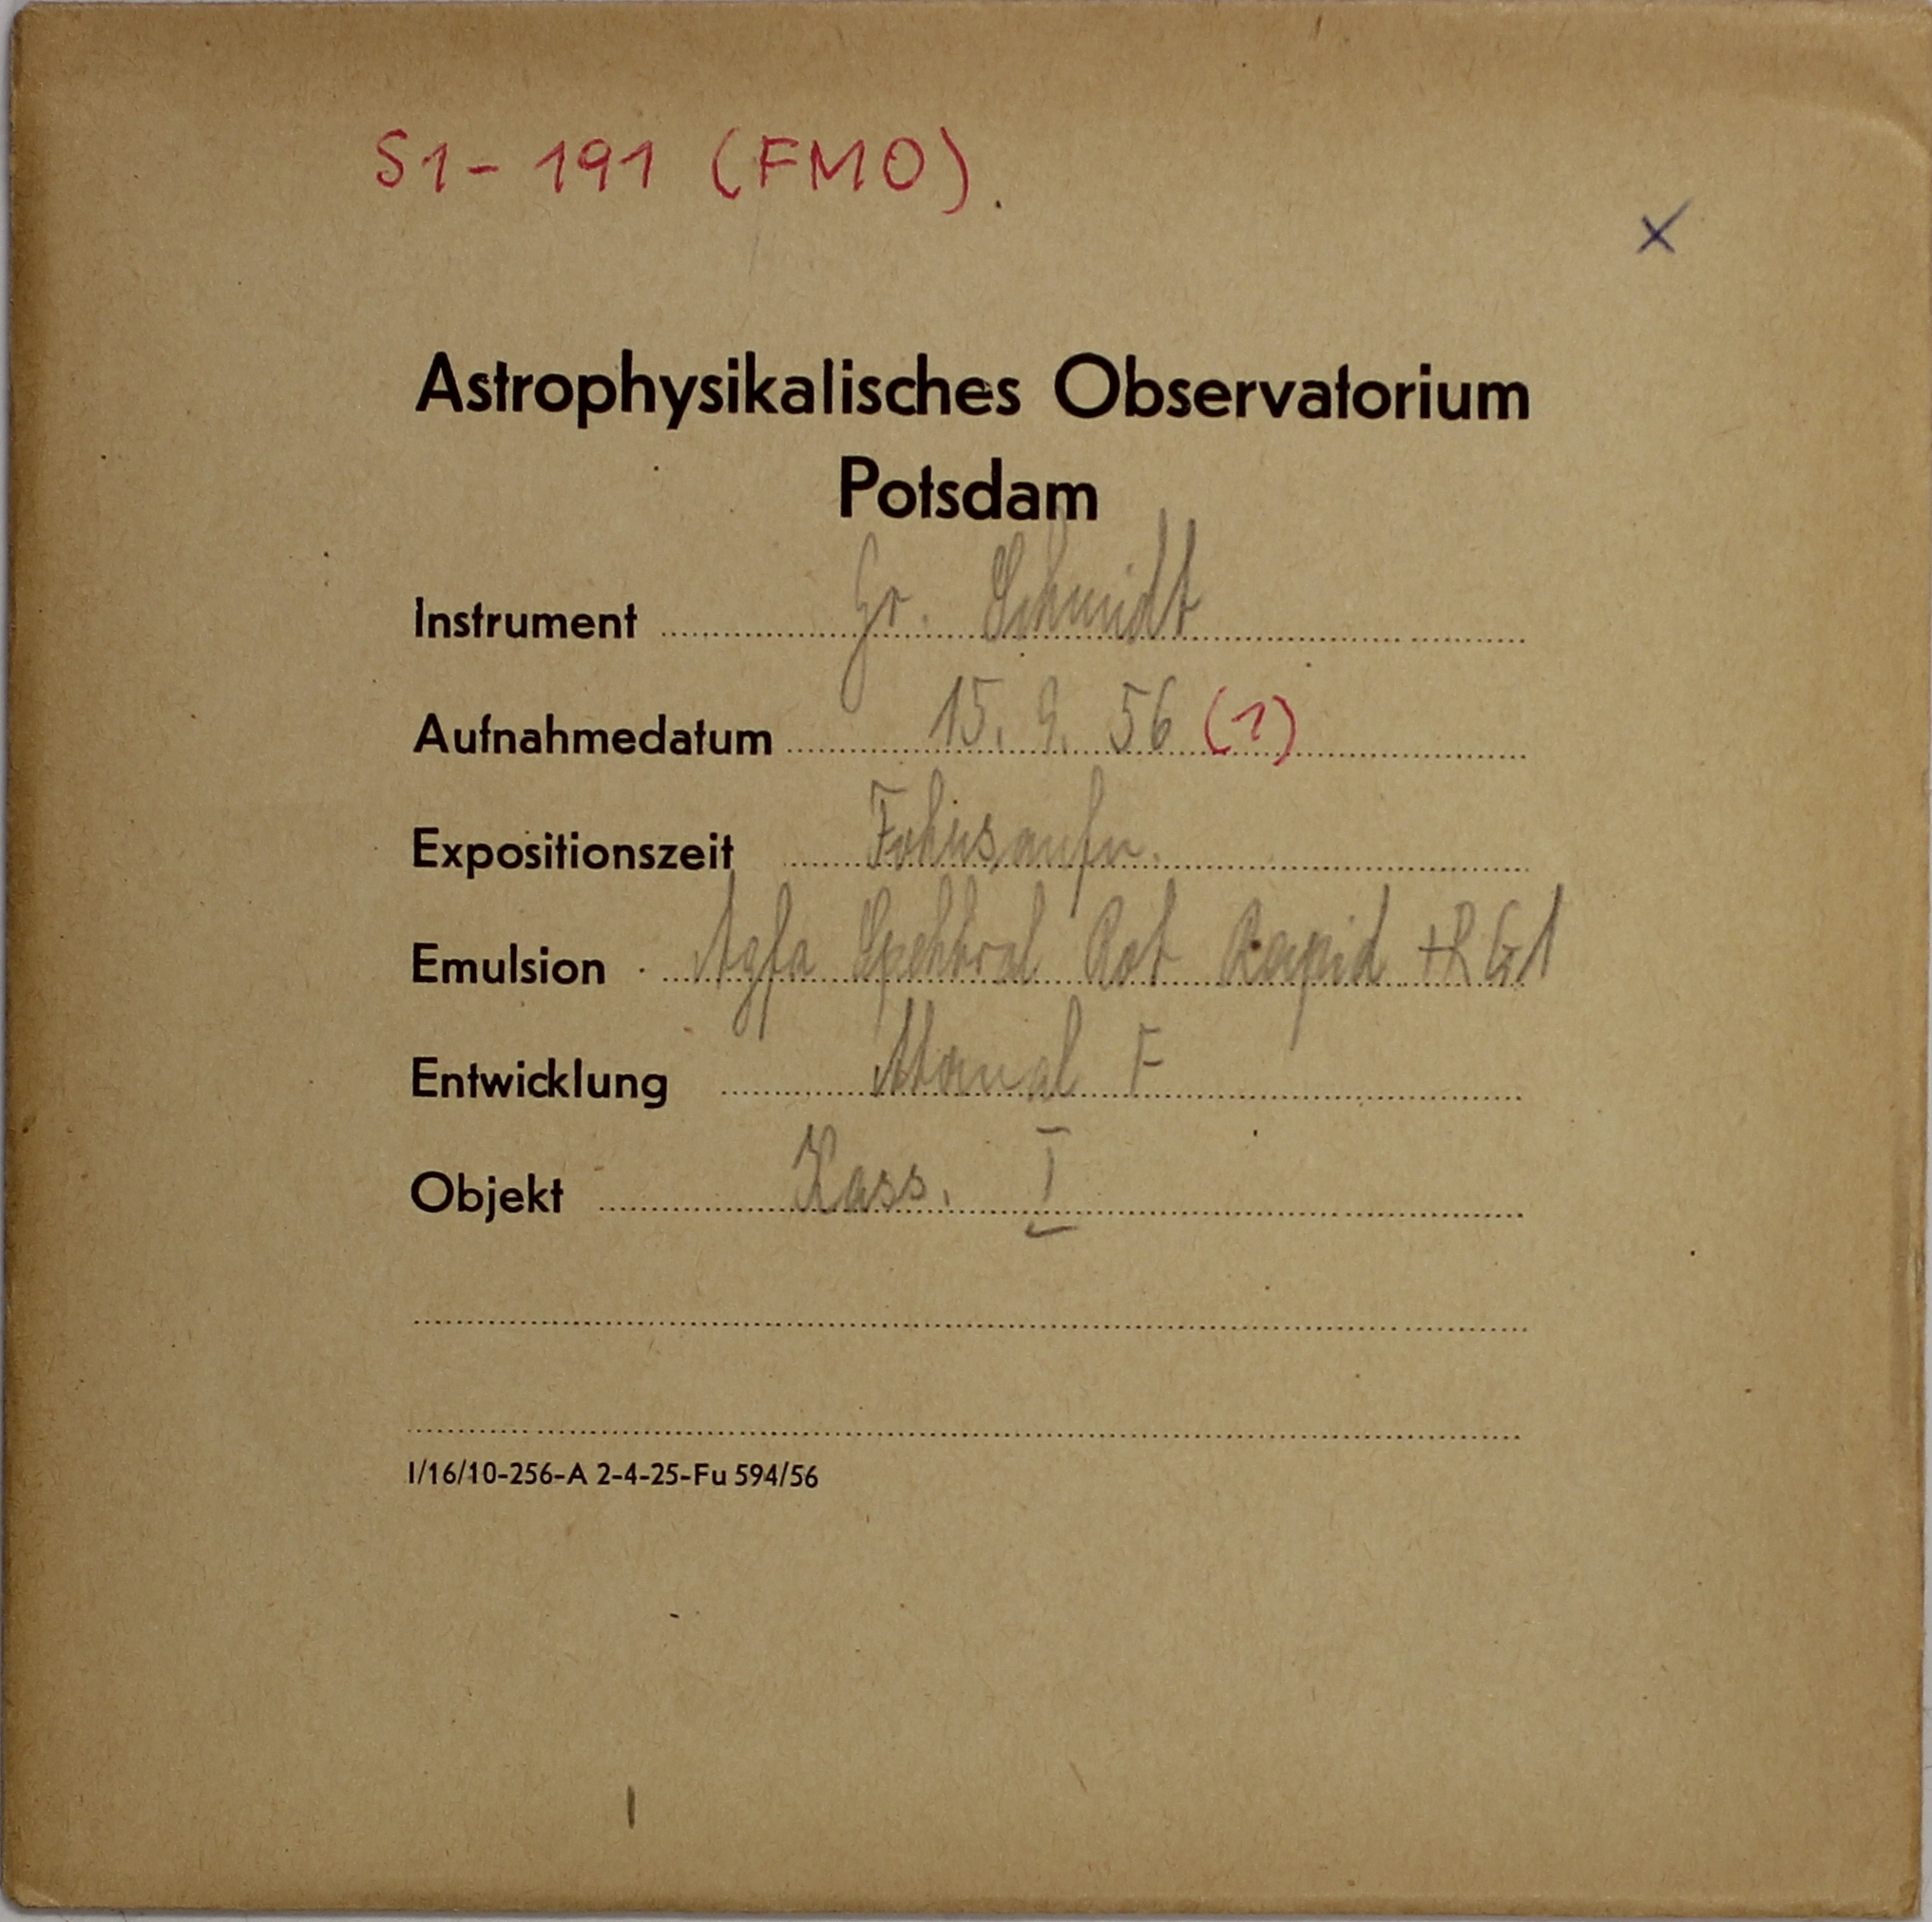 S1-191 (FMO).
x
Astrophysikalisches Observatorium
Potsdam
Instrument Gr. Schmidt
Aufnahmedatum 15. 9. 56 (1)
Expositionszeit Fokusaufn.
Emulsion Agfa Spektral Rot Rapid + RG1
Entwicklung Atomal F
Objekt Kass. I
I/16/10-256-A 2-4-25-Fu 594/56